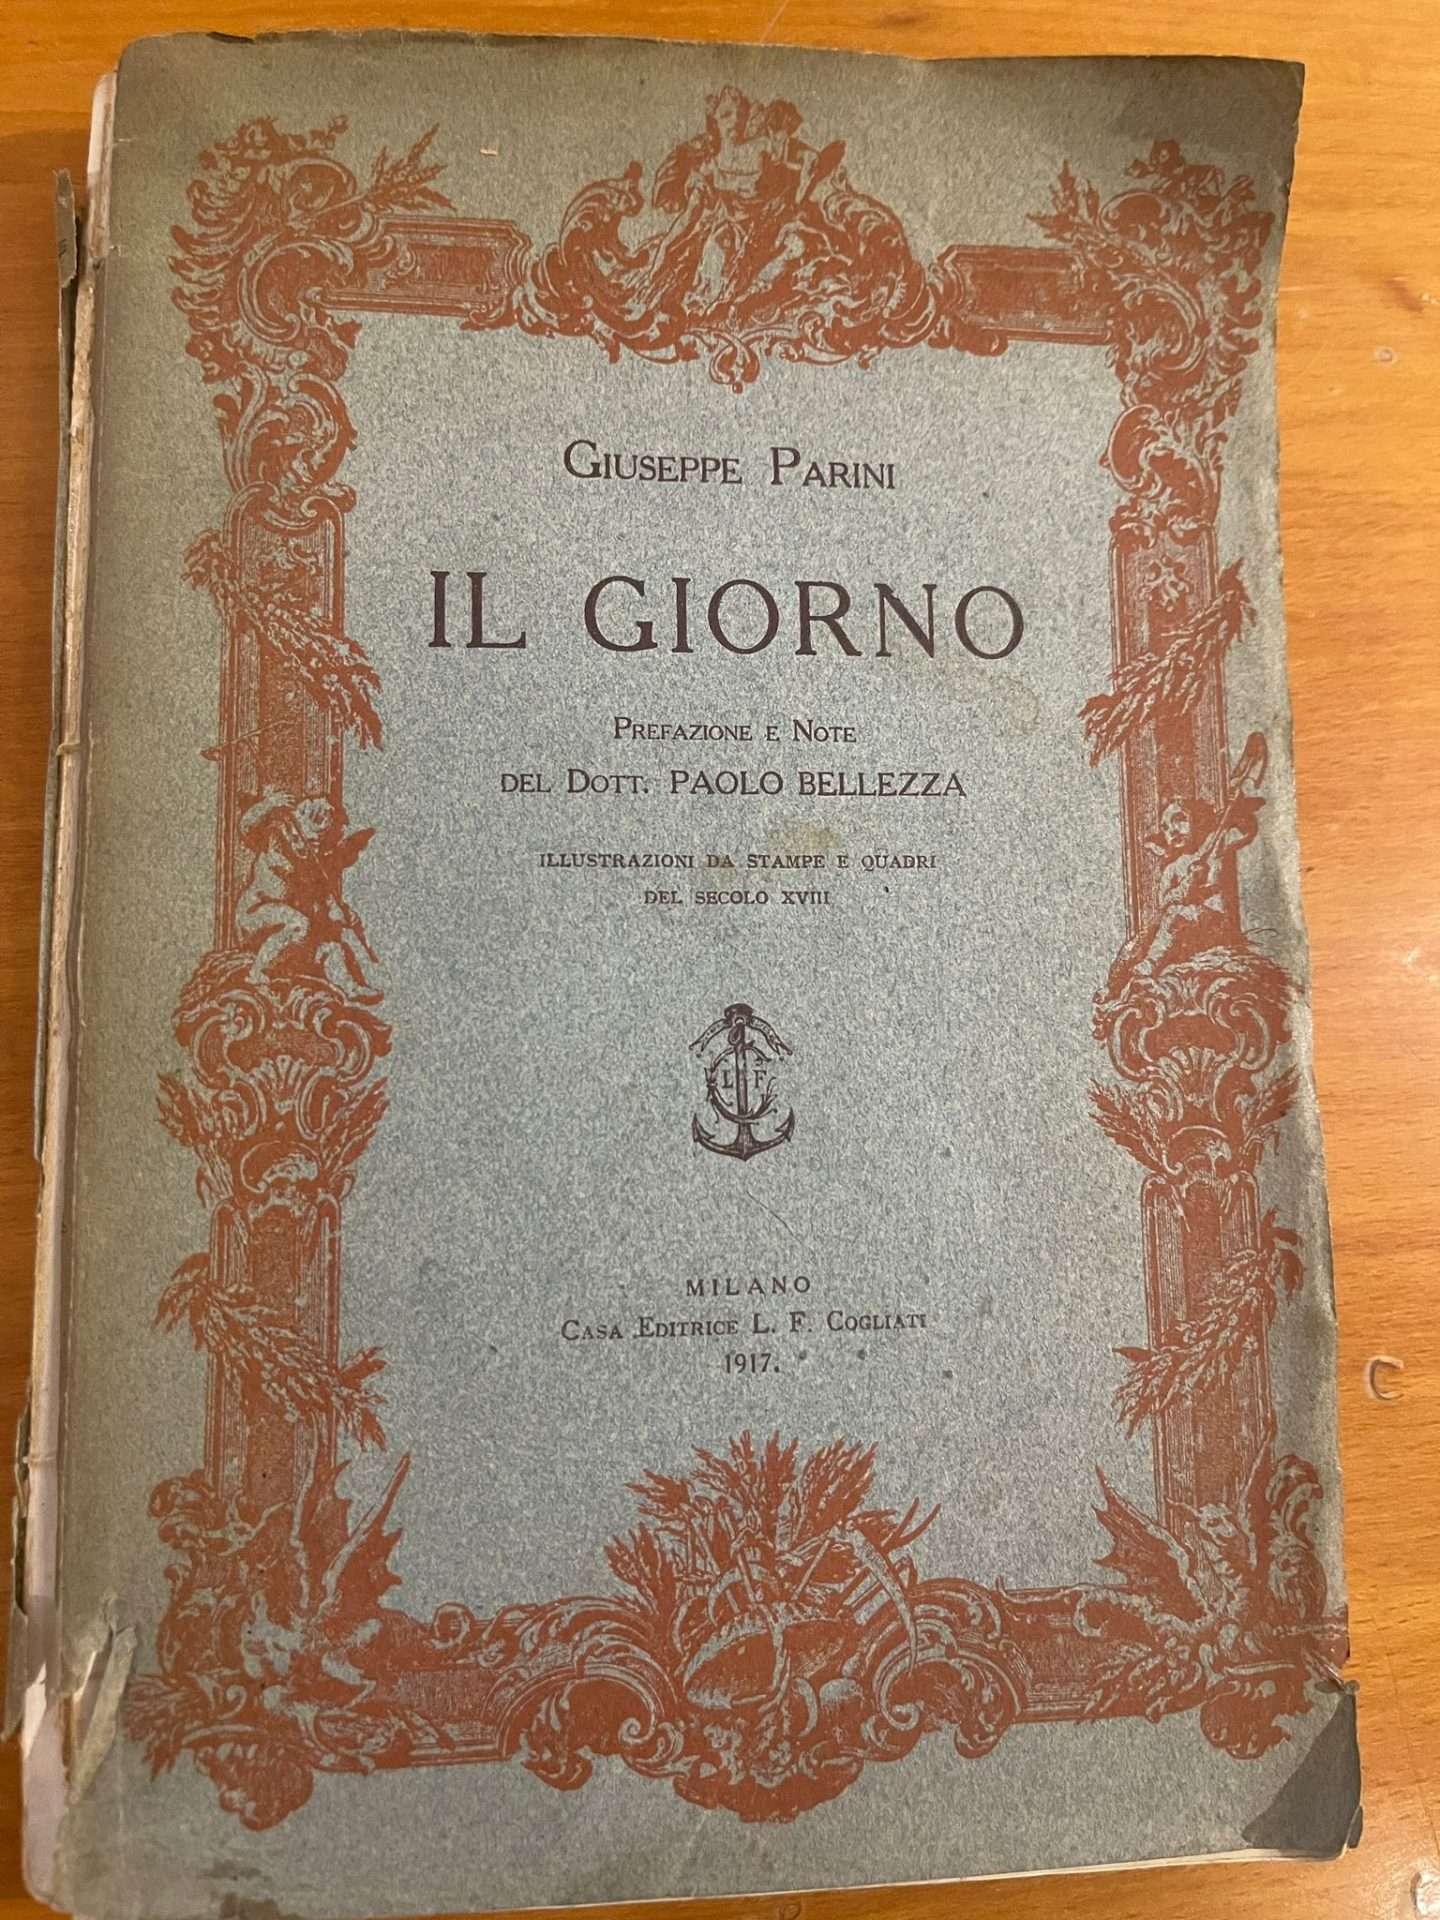 GIUSEPPE PARINI
IL GIORNO
PREFAZIONE E NOTE
DEL DOTT. PAOLO BELLEZZA
ILLUSTRAZIONI DA STAMPE E QUADRI
DEL SECOLO XVIII
L F
MILANO
CASA EDITRICE L. F. COGLIATI
1917.